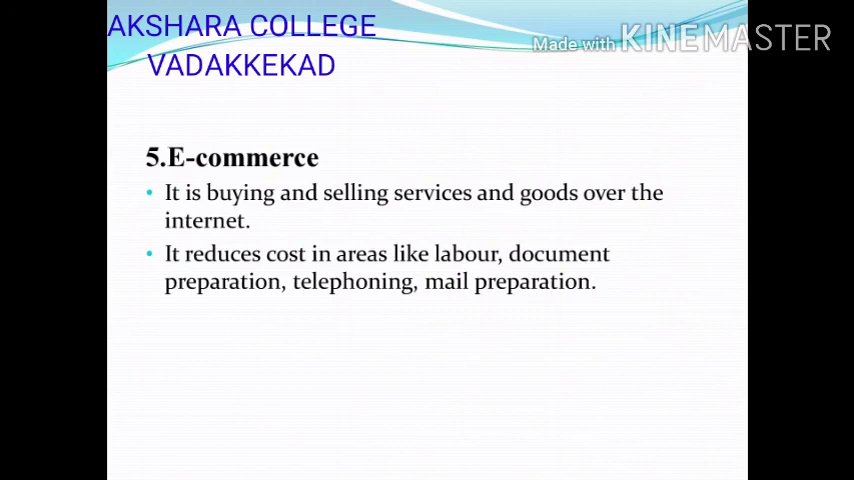 AKSHARA COLLEGE
VADAKKEKAD
Made with KINEMASTER
5.E-commerce
• It is buying and selling services and goods over the
internet.
• It reduces cost in areas like labour, document
preparation, telephoning, mail preparation.